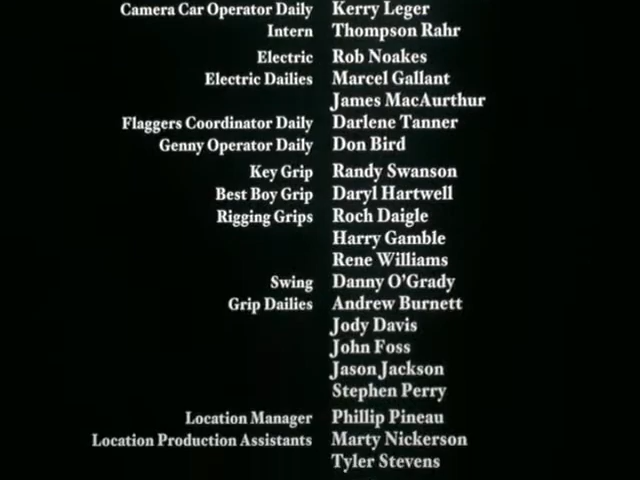 Camera Car Operator Daily Kerry Leger
Intern Thompson Rahr
Electric Rob Noakes
Electric Dailies Marcel Gallant
James MacAurthur
Flaggers Coordinator Daily Darlene Tanner
Genny Operator Daily Don Bird
Key Grip Randy Swanson
Best Boy Grip Daryl Hartwell
Rigging Grips Roch Daigle
Harry Gamble
Rene Williams
Swing Danny O'Grady
Grip Dailies Andrew Burnett
Jody Davis
John Foss
Jason Jackson
Stephen Perry
Location Manager Phillip Pineau
Location Production Assistants Marty Nickerson
Tyler Stevens